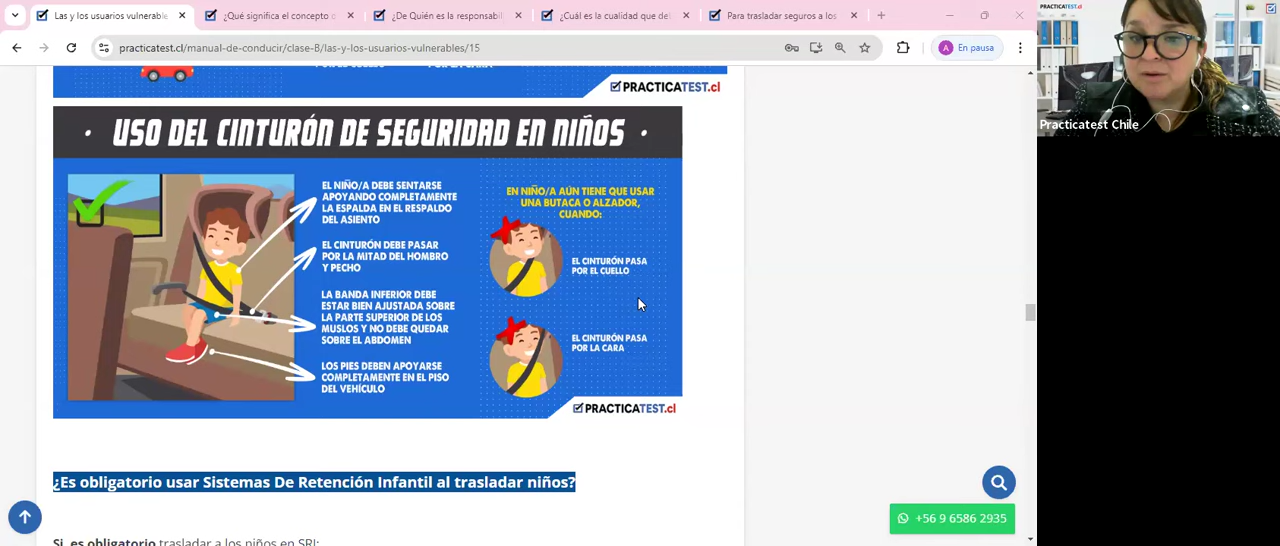 Las y los usuarios vulnerable
¿Qué significa el concepto d
¿De Quién es la responsabil
¿Cuál es la cualidad que de
Para trasladar seguros a los
practicatest.cl/manual-de-conducir/clase-B/las-y-los-usuarios-vulnerables/15
A
En pausa
PRACTICATEST.cl
PRACTICATEST.cl
· USO DEL CINTURÓN DE SEGURIDAD EN NIÑOS ·
EL NIÑO/A DEBE SENTARSE
APOYANDO COMPLETAMENTE
LA ESPALDA EN EL RESPALDO
DEL ASIENTO
EL CINTURÓN DEBE PASAR
POR LA MITAD DEL HOMBRO
Y PECHO
LA BANDA INFERIOR DEBE
ESTAR BIEN AJUSTADA SOBRE
LA PARTE SUPERIOR DE LOS
MUSLOS Y NO DEBE QUEDAR
SOBRE EL ABDOMEN
LOS PIES DEBEN APOYARSE
COMPLETAMENTE EN EL PISO
DEL VEHÍCULO
EN NIÑO/A AÚN TIENE QUE USAR
UNA BUTACA O ALZADOR,
CUANDO:
EL CINTURÓN PASA
POR EL CUELLO
EL CINTURÓN PASA
POR LA CARA
PRACTICATEST.cl
Practicatest Chile
¿Es obligatorio usar Sistemas De Retención Infantil al trasladar niños?
+56 9 6586 2935
Si, es obligatorio trasladar a los niños en SRI: